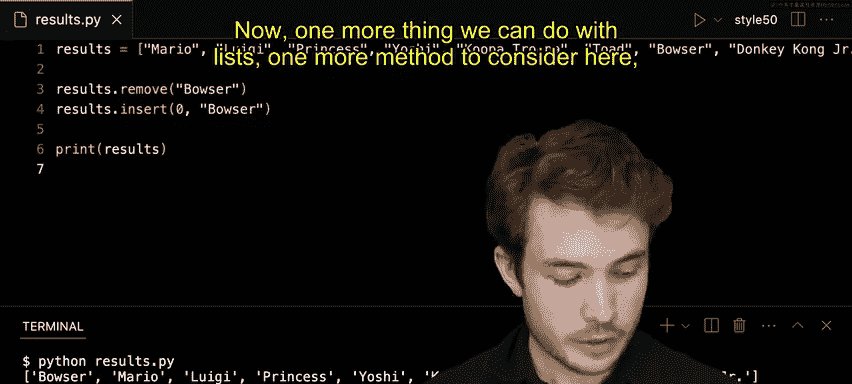 results.py
style50
Now, one more thing we can do with
lists, one more method to consider here,
1 results = ["Mario", "Luigi", "Princess", "Yoshi", "Koopa Troopa", "Toad", "Bowser", "Donkey Kong Jr.
2
3 results.remove("Bowser")
4 results.insert(0, "Bowser")
5
6 print(results)
7
TERMINAL
$ python results.py
['Bowser', 'Mario', 'Luigi', 'Princess', 'Yoshi', 'K Jr.']